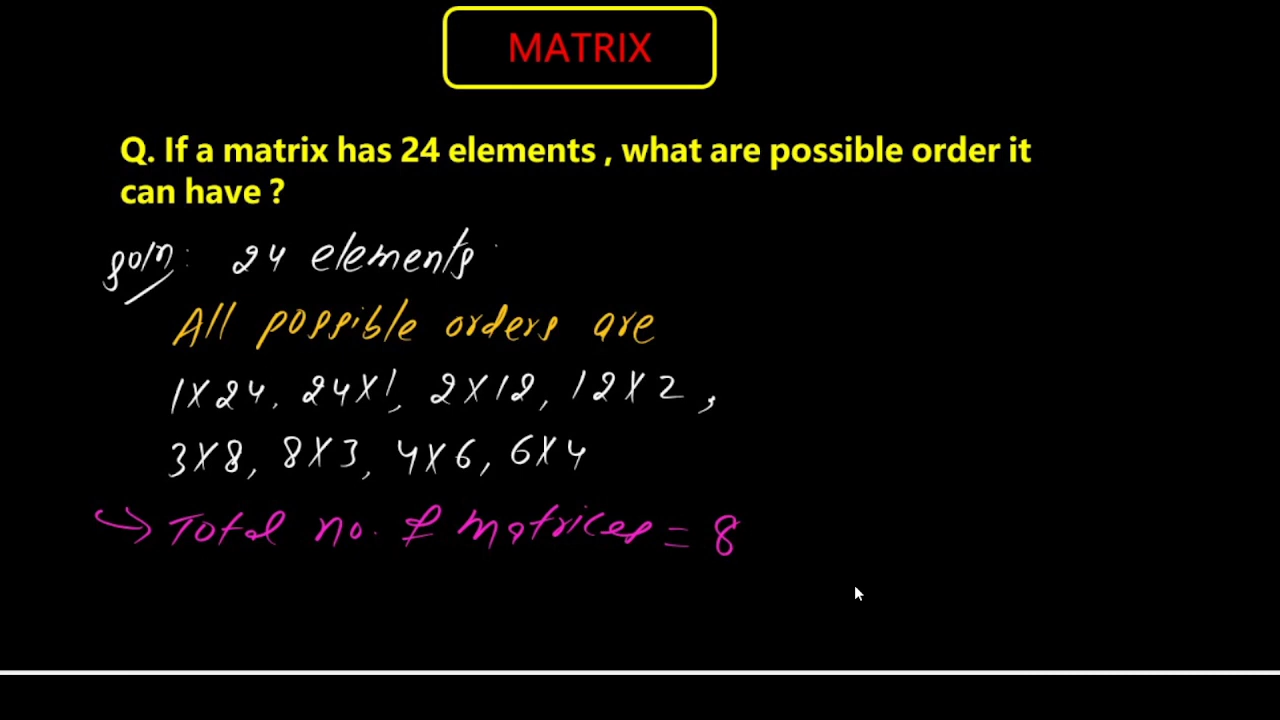 MATRIX
Q. If a matrix has 24 elements , what are possible order it
can have ?
soln: 24 elements
All possible orders are
1X24, 24X1, 2X12, 12X2,
3X8, 8X3, 4X6, 6X4
→ Total no. of matrices = 8